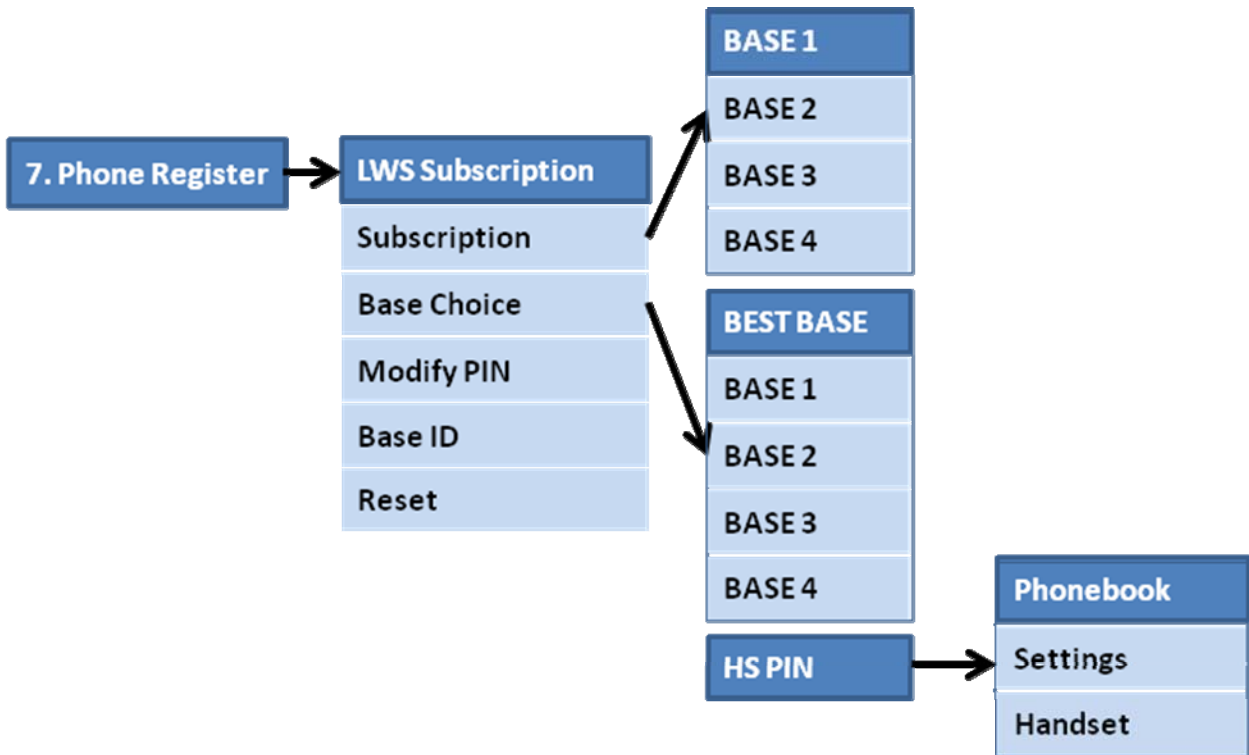 7. Phone Register
LWS Subscription
Subscription
Base Choice
Modify PIN
Base ID
Reset
BASE 1
BASE 2
BASE 3
BASE 4
BEST BASE
BASE 1
BASE 2
BASE 3
BASE 4
HS PIN
Phonebook
Settings
Handset